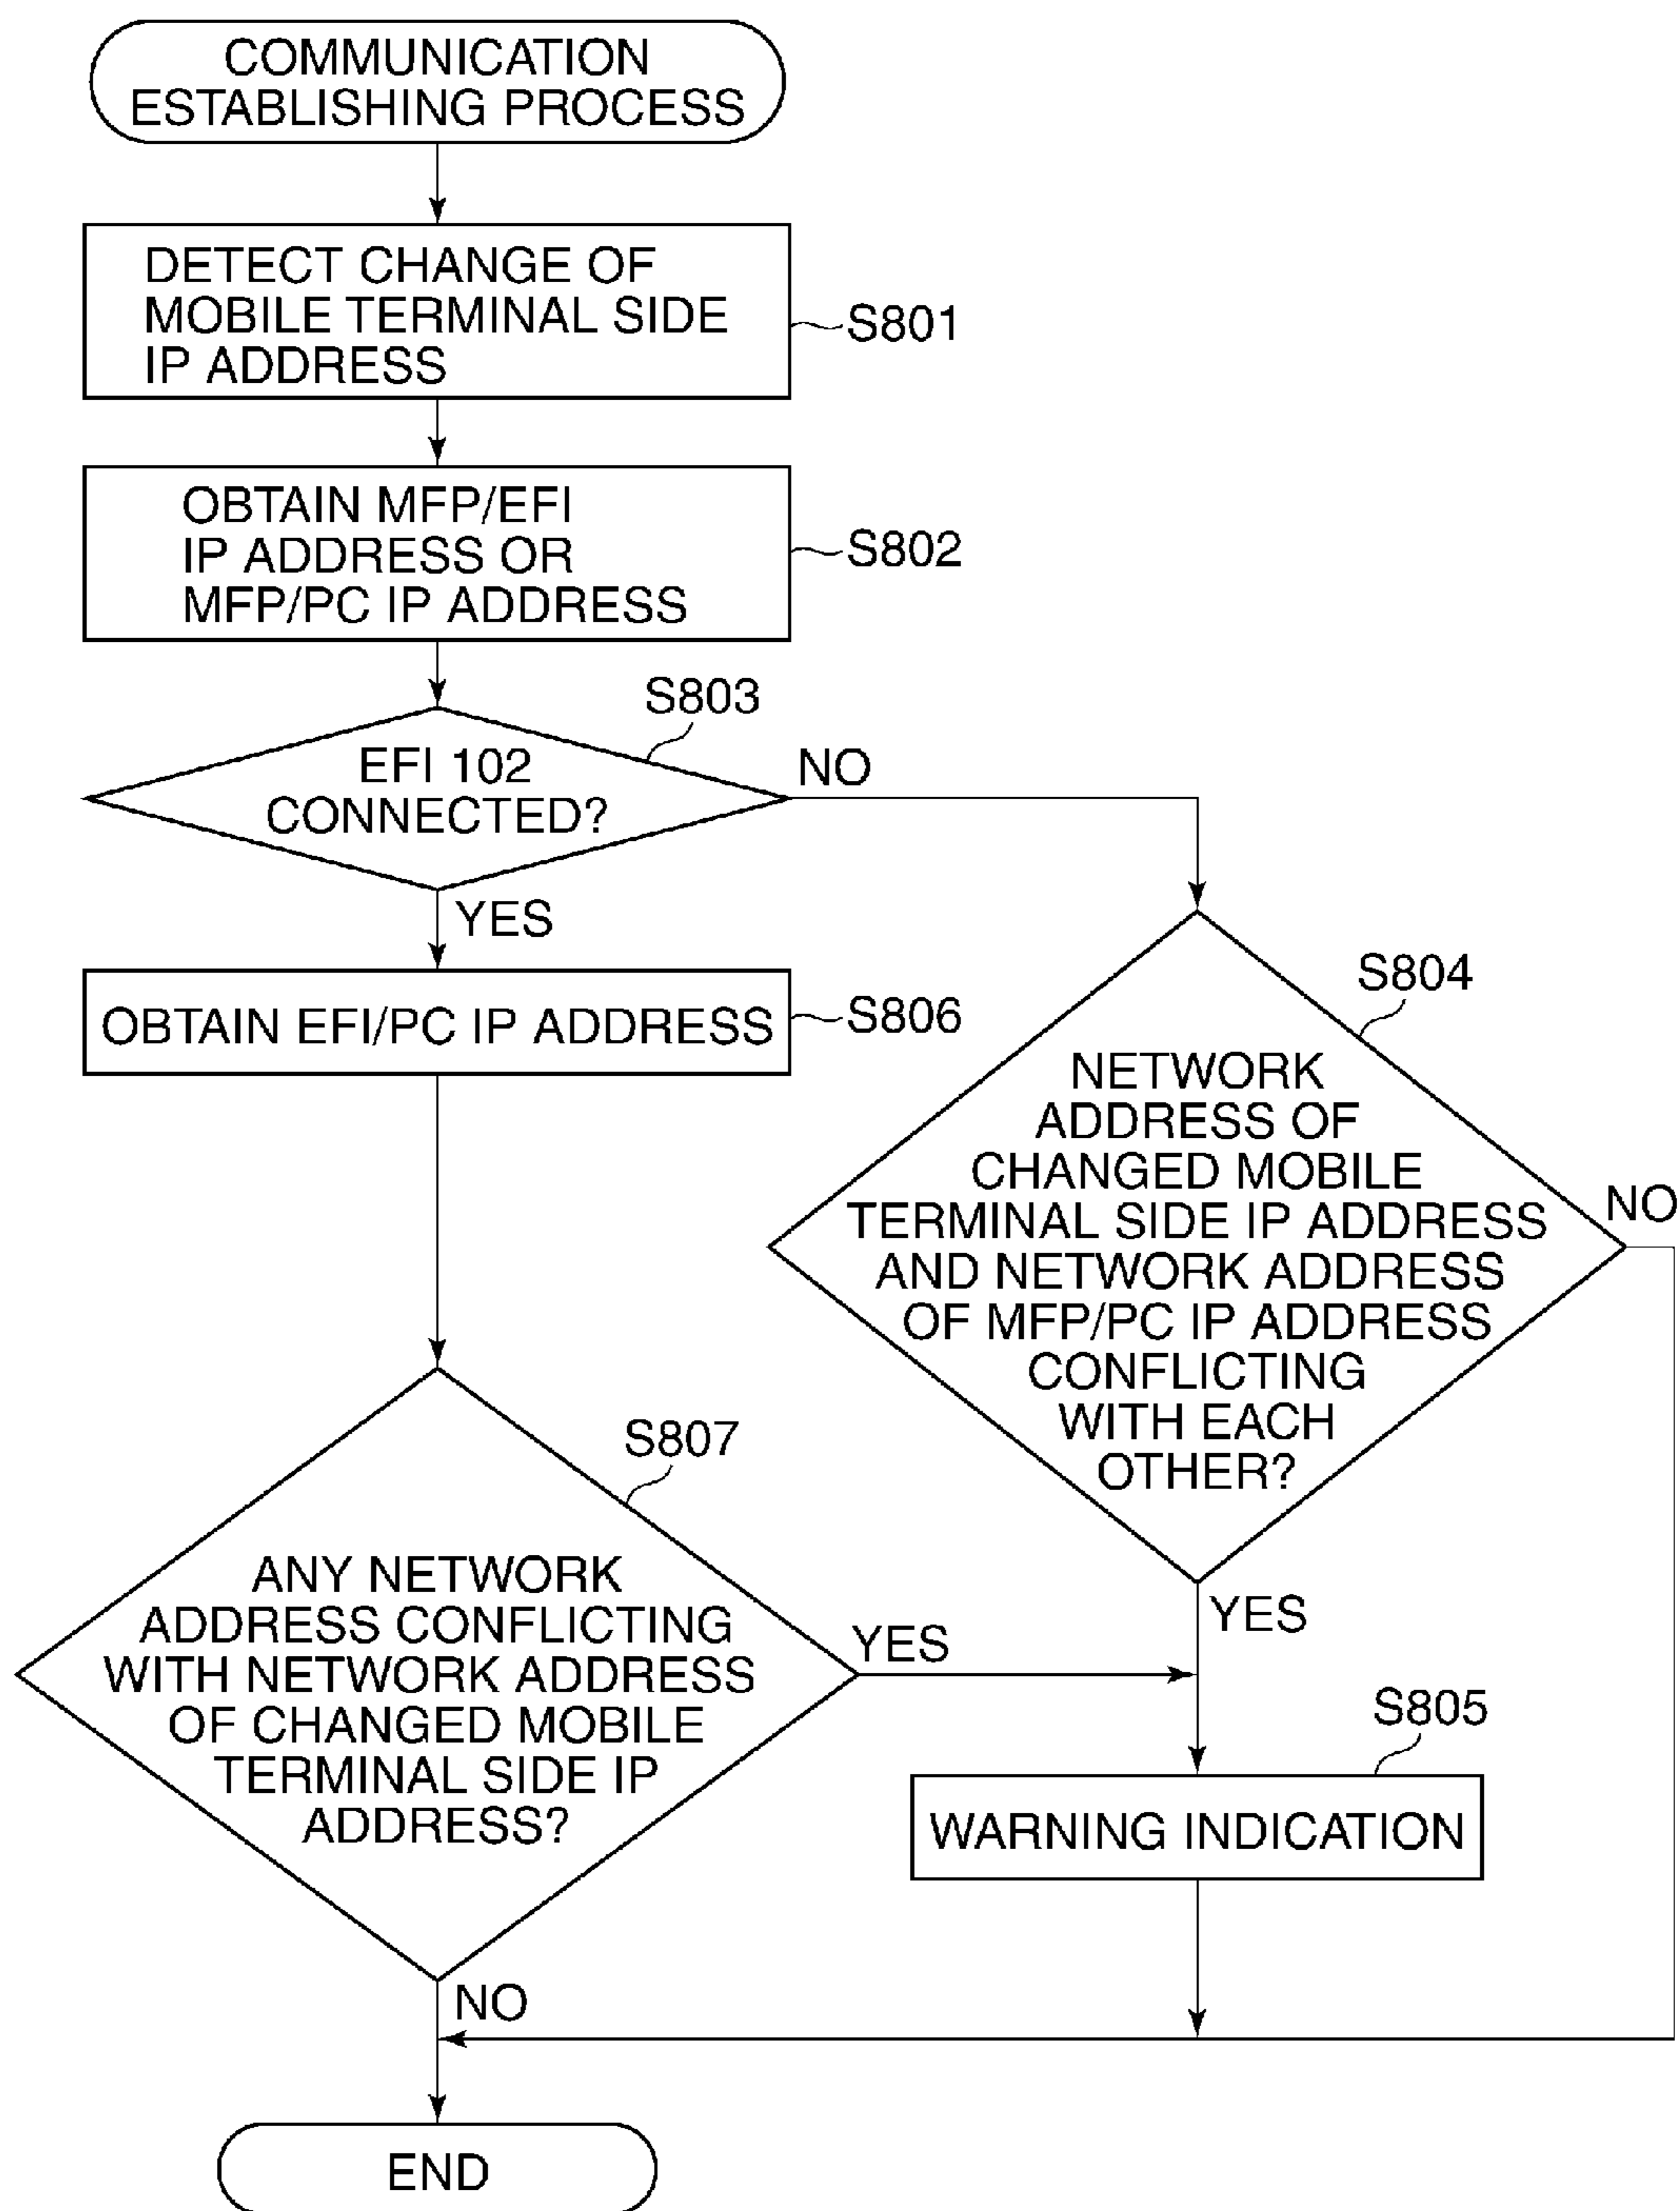 COMMUNICATION
ESTABLISHING PROCESS
DETECT CHANGE OF
MOBILE TERMINAL SIDE
IP ADDRESS
S801
OBTAIN MFP/EFI
IP ADDRESS OR
MFP/PC IP ADDRESS
S802
S803
EFI 102
CONNECTED?
NO
YES
OBTAIN EFI/PC IP ADDRESS
S806
S804
NETWORK
ADDRESS OF
CHANGED MOBILE
TERMINAL SIDE IP ADDRESS
AND NETWORK ADDRESS
OF MFP/PC IP ADDRESS
CONFLICTING
WITH EACH
OTHER?
NO
YES
S807
ANY NETWORK
ADDRESS CONFLICTING
WITH NETWORK ADDRESS
OF CHANGED MOBILE
TERMINAL SIDE IP
ADDRESS?
YES
S805
WARNING INDICATION
NO
END